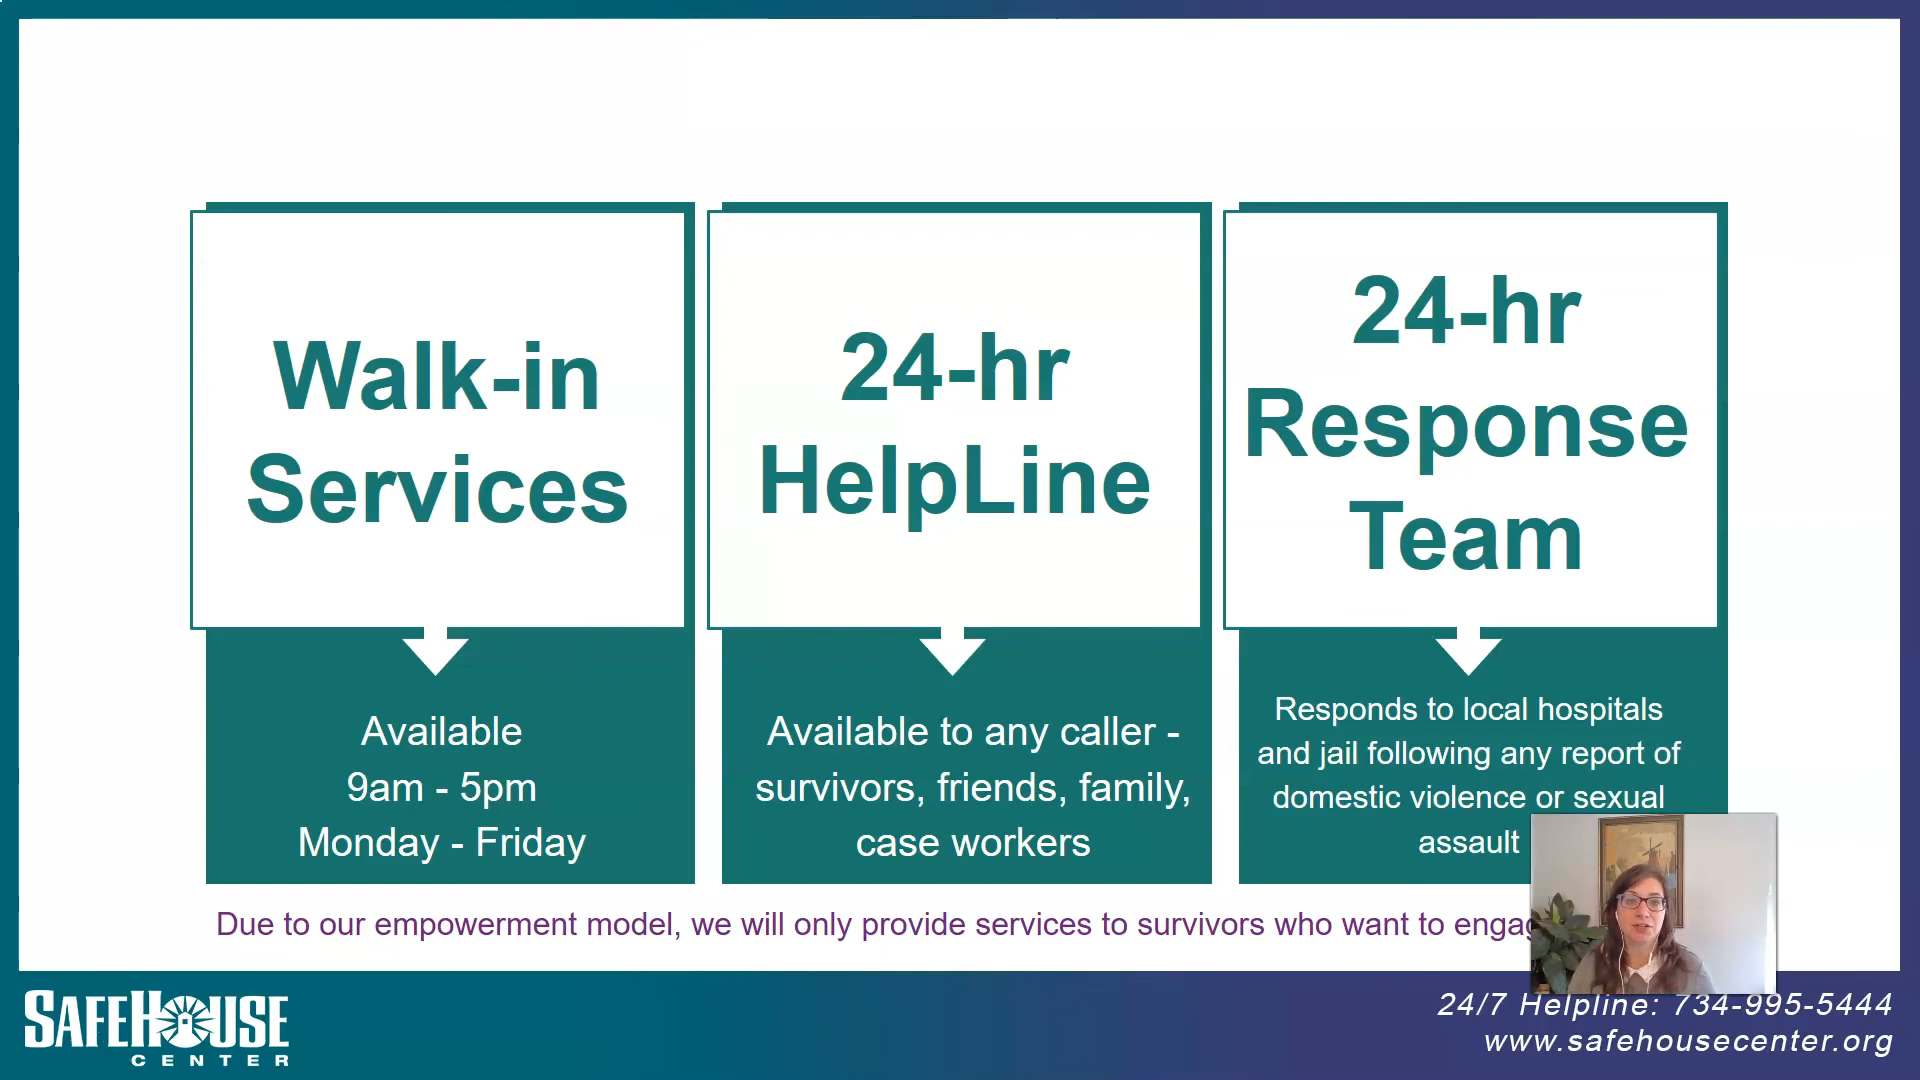 Walk-in
Services
Available
9am - 5pm
Monday - Friday
24-hr
HelpLine
Available to any caller -
survivors, friends, family,
case workers
24-hr
Response
Team
Responds to local hospitals
and jail following any report of
domestic violence or sexual
assault
Due to our empowerment model, we will only provide services to survivors who want to
SAFEHOUSE
CENTER
24/7 Helpline: 734-995-5444
www.safehousecenter.org